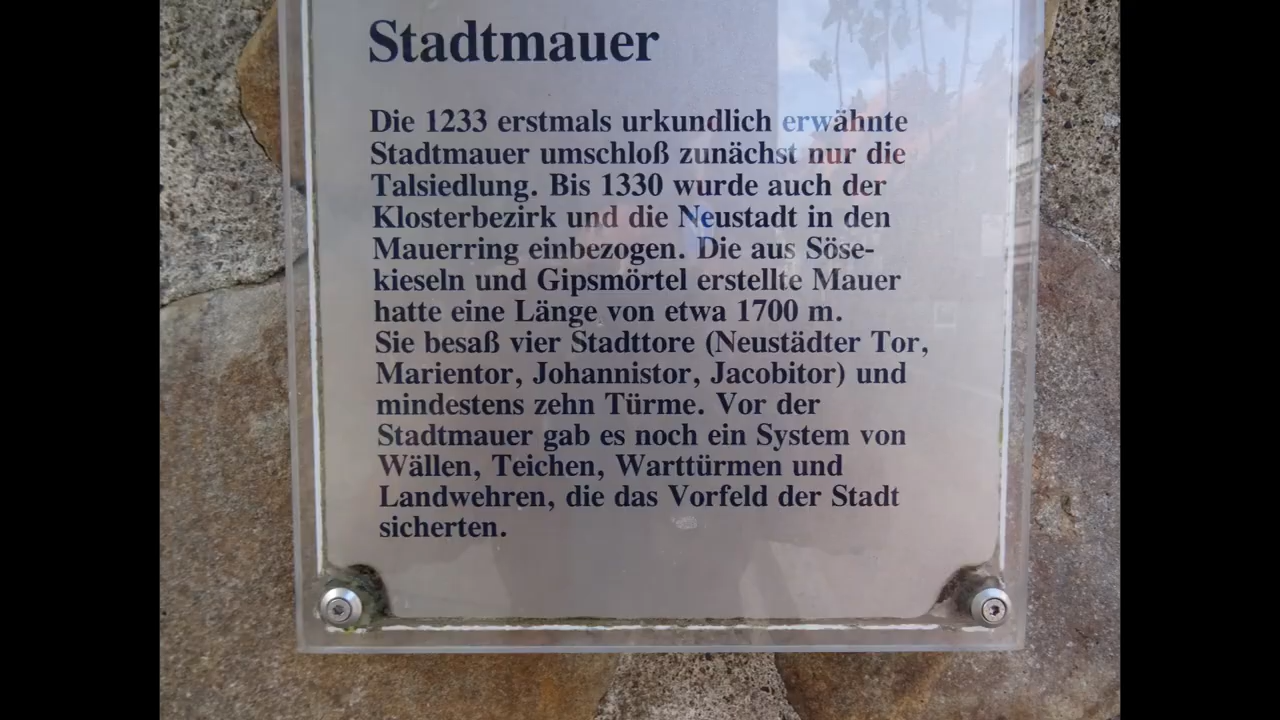 Stadtmauer
Die 1233 erstmals urkundlich erwähnte
Stadtmauer umschloß zunächst nur die
Talsiedlung. Bis 1330 wurde auch der
Klosterbezirk und die Neustadt in den
Mauerring einbezogen. Die aus Söse-
kieseln und Gipsmörtel erstellte Mauer
hatte eine Länge von etwa 1700 m.
Sie besaß vier Stadttore (Neustädter Tor,
Marientor, Johannistor, Jacobitor) und
mindestens zehn Türme. Vor der
Stadtmauer gab es noch ein System von
Wällen, Teichen, Warttürmen und
Landwehren, die das Vorfeld der Stadt
sicherten.